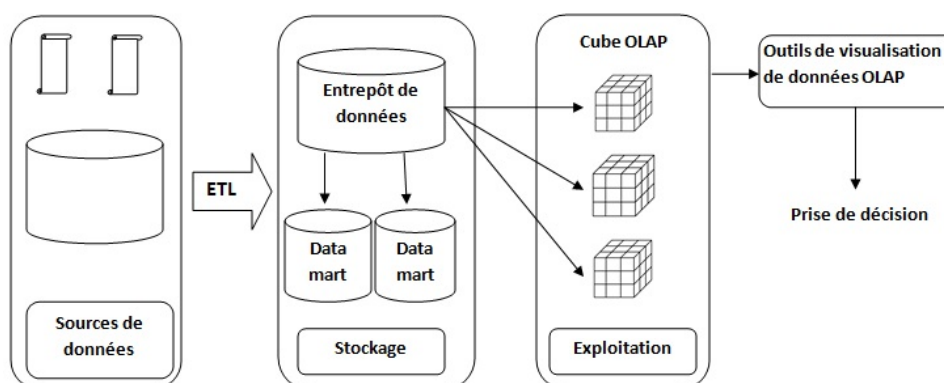 Sources de
données
ETL
Entrepôt de
données
Data
mart
Data
mart
Stockage
Cube OLAP
Exploitation
Outils de visualisation
de données OLAP
Prise de décision